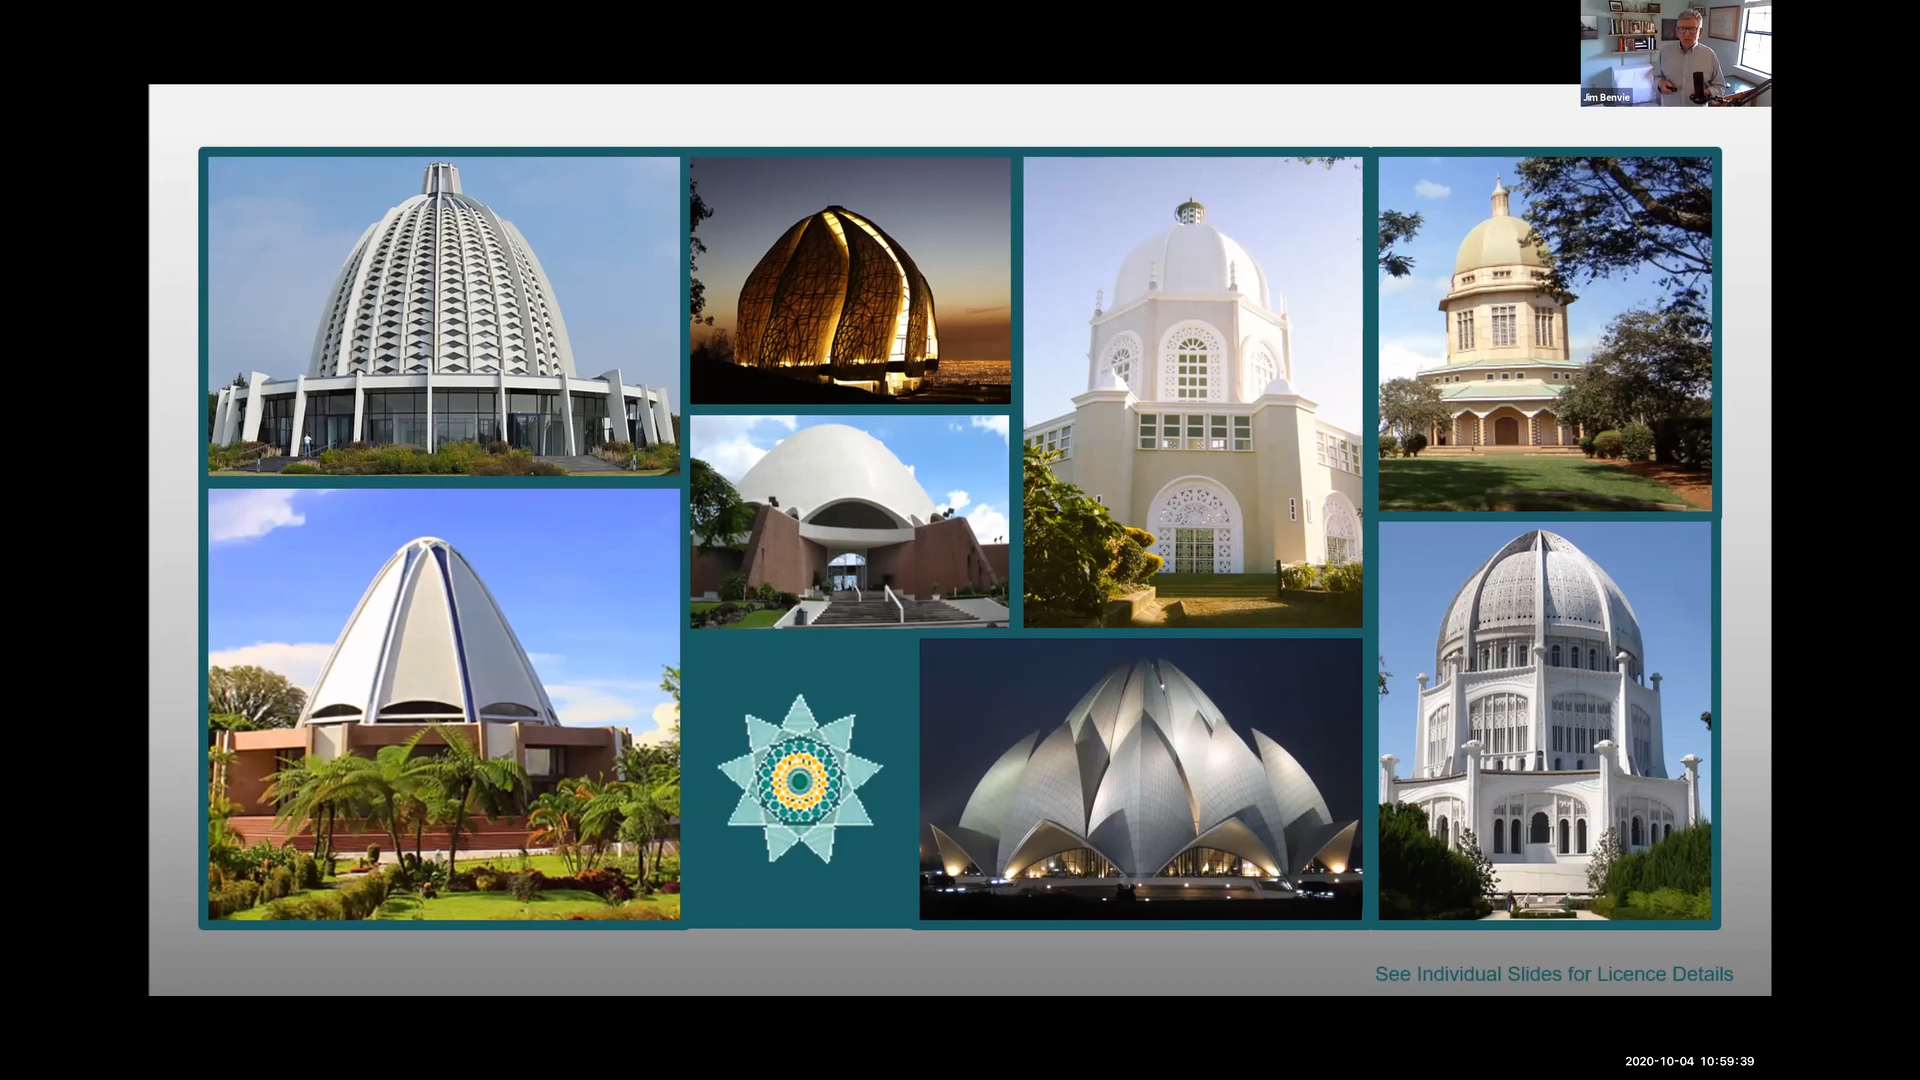 Jim Benvie
See Individual Slides for Licence Details
2020-10-04 10:59:39